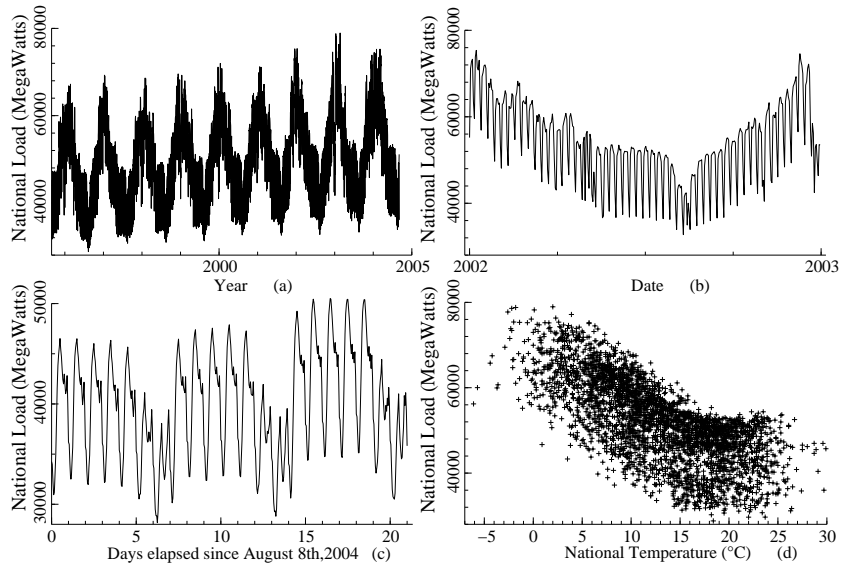 National Load (MegaWatts)
80000
60000
40000
2000
2005
Year (a)
National Load (MegaWatts)
80000
60000
40000
2002
2003
Date (b)
National Load (MegaWatts)
50000
40000
30000
0 5 10 15 20
Days elapsed since August 8th,2004 (c)
National Load (MegaWatts)
80000
60000
40000
−5 0 5 10 15 20 25 30
National Temperature (°C) (d)